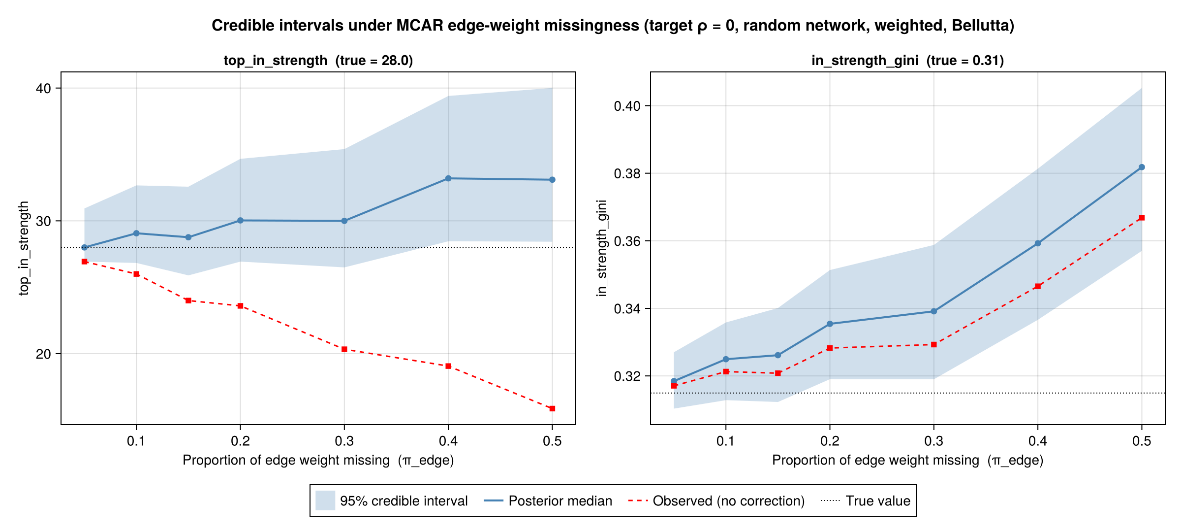 Credible intervals under MCAR edge-weight missingness (target ρ = 0, random network, weighted, Bellutta)
top_in_strength (true = 28.0)
in_strength_gini (true = 0.31)
top_in_strength
40
30
20
0.1 0.2 0.3 0.4 0.5
Proportion of edge weight missing (π_edge)
in_strength_gini
0.40
0.38
0.36
0.34
0.32
0.1 0.2 0.3 0.4 0.5
Proportion of edge weight missing (π_edge)
95% credible interval Posterior median Observed (no correction) True value